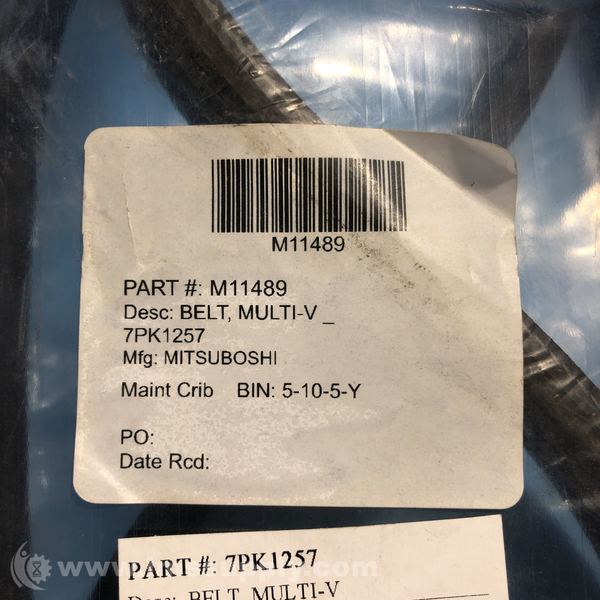 M11489
PART #: M11489
Desc: BELT, MULTI-V _
7PK1257
Mfg: MITSUBOSHI
Maint Crib BIN: 5-10-5-Y
PO:
Date Rcd:
PART #: 7PK1257
Desc: BELT, MULTI-V